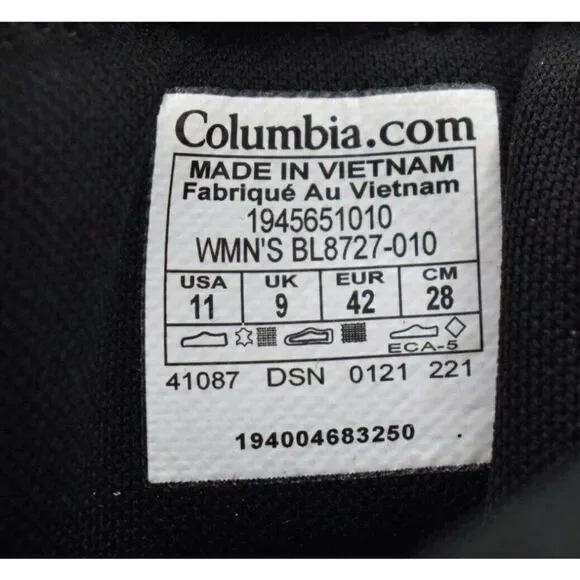 Columbia.com
MADE IN VIETNAM
Fabriqué Au Vietnam
1945651010
WMN'S BL8727-010
USA UK EUR CM
11 9 42 28
ECA-5
41087 DSN 0121 221
194004683250 .